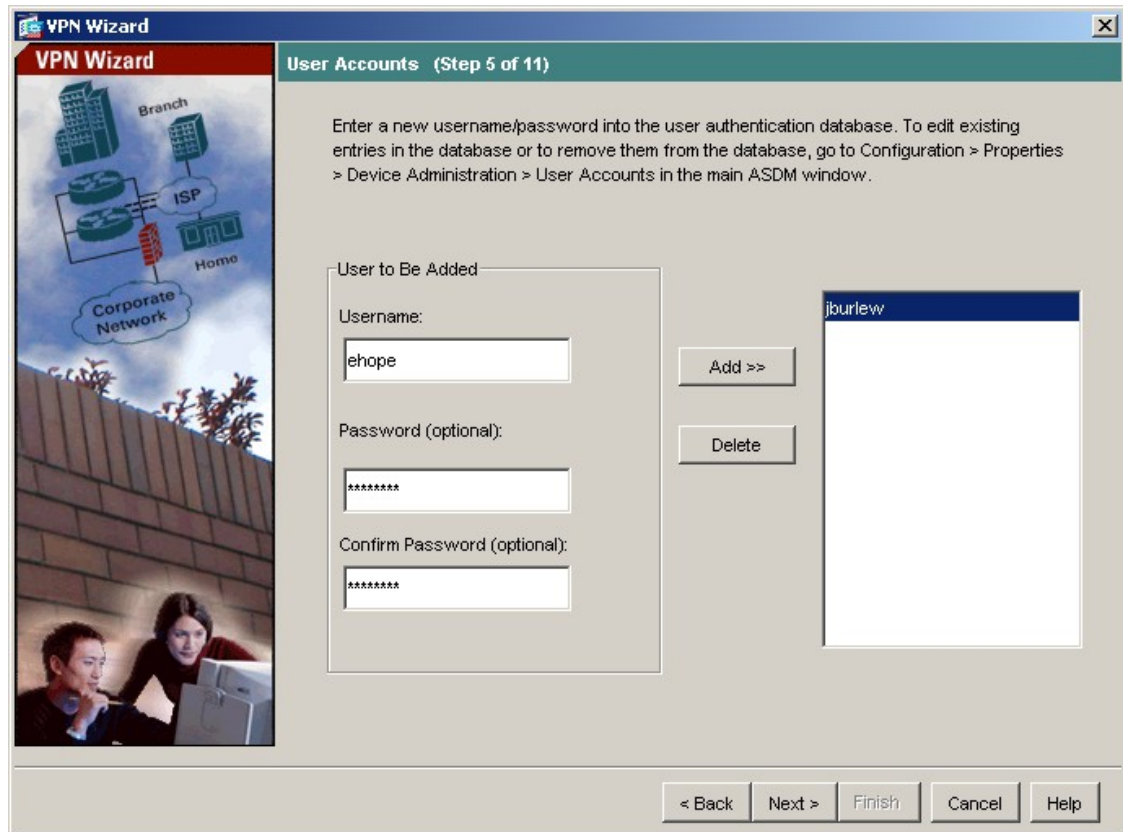 VPN Wizard
VPN Wizard
User Accounts (Step 5 of 11)
Branch
ISP
Home
Corporate
Network
Enter a new username/password into the user authentication database. To edit existing
entries in the database or to remove them from the database, go to Configuration > Properties
> Device Administration > User Accounts in the main ASDM window.
User to Be Added
Username:
ehope
Password (optional):
********
Confirm Password (optional):
********
Add >>
Delete
jburlew
< Back
Next >
Finish
Cancel
Help